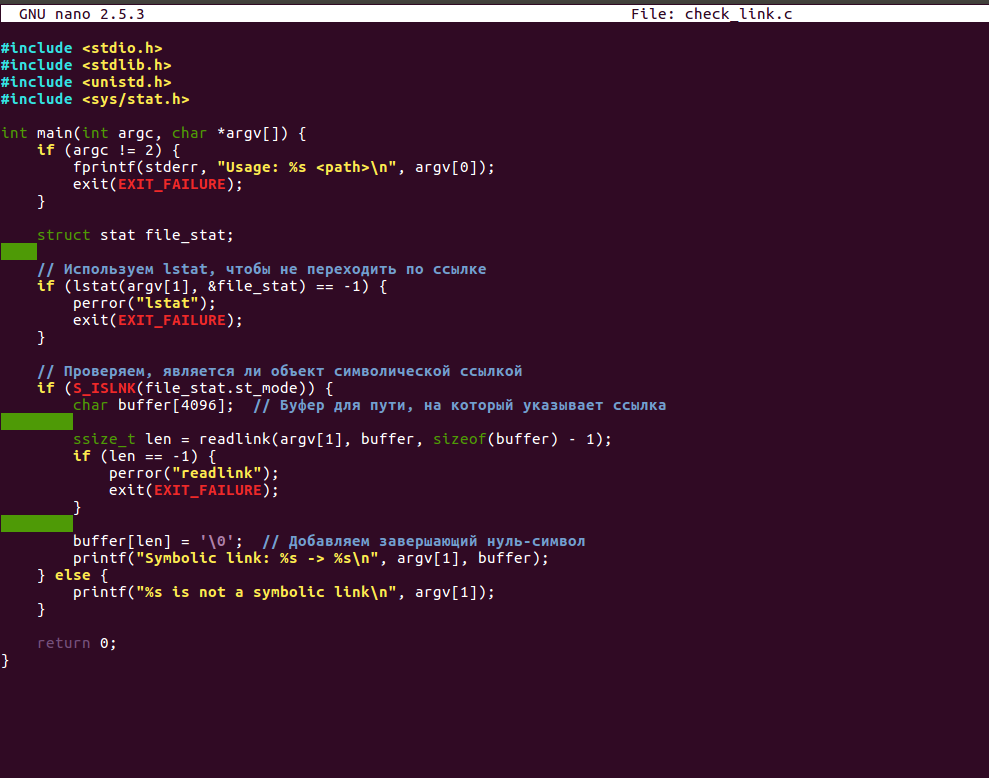 GNU nano 2.5.3 File: check_link.c
#include <stdio.h>
#include <stdlib.h>
#include <unistd.h>
#include <sys/stat.h>
int main(int argc, char *argv[]) {
    if (argc != 2) {
        fprintf(stderr, "Usage: %s <path>\n", argv[0]);
        exit(EXIT_FAILURE);
    }
    struct stat file_stat;
    // Используем lstat, чтобы не переходить по ссылке
    if (lstat(argv[1], &file_stat) == -1) {
        perror("lstat");
        exit(EXIT_FAILURE);
    }
    // Проверяем, является ли объект символической ссылкой
    if (S_ISLNK(file_stat.st_mode)) {
        char buffer[4096];  // Буфер для пути, на который указывает ссылка
        ssize_t len = readlink(argv[1], buffer, sizeof(buffer) - 1);
        if (len == -1) {
            perror("readlink");
            exit(EXIT_FAILURE);
        }
        buffer[len] = '\0';  // Добавляем завершающий нуль-символ
        printf("Symbolic link: %s -> %s\n", argv[1], buffer);
    } else {
        printf("%s is not a symbolic link\n", argv[1]);
    }
    return 0;
}